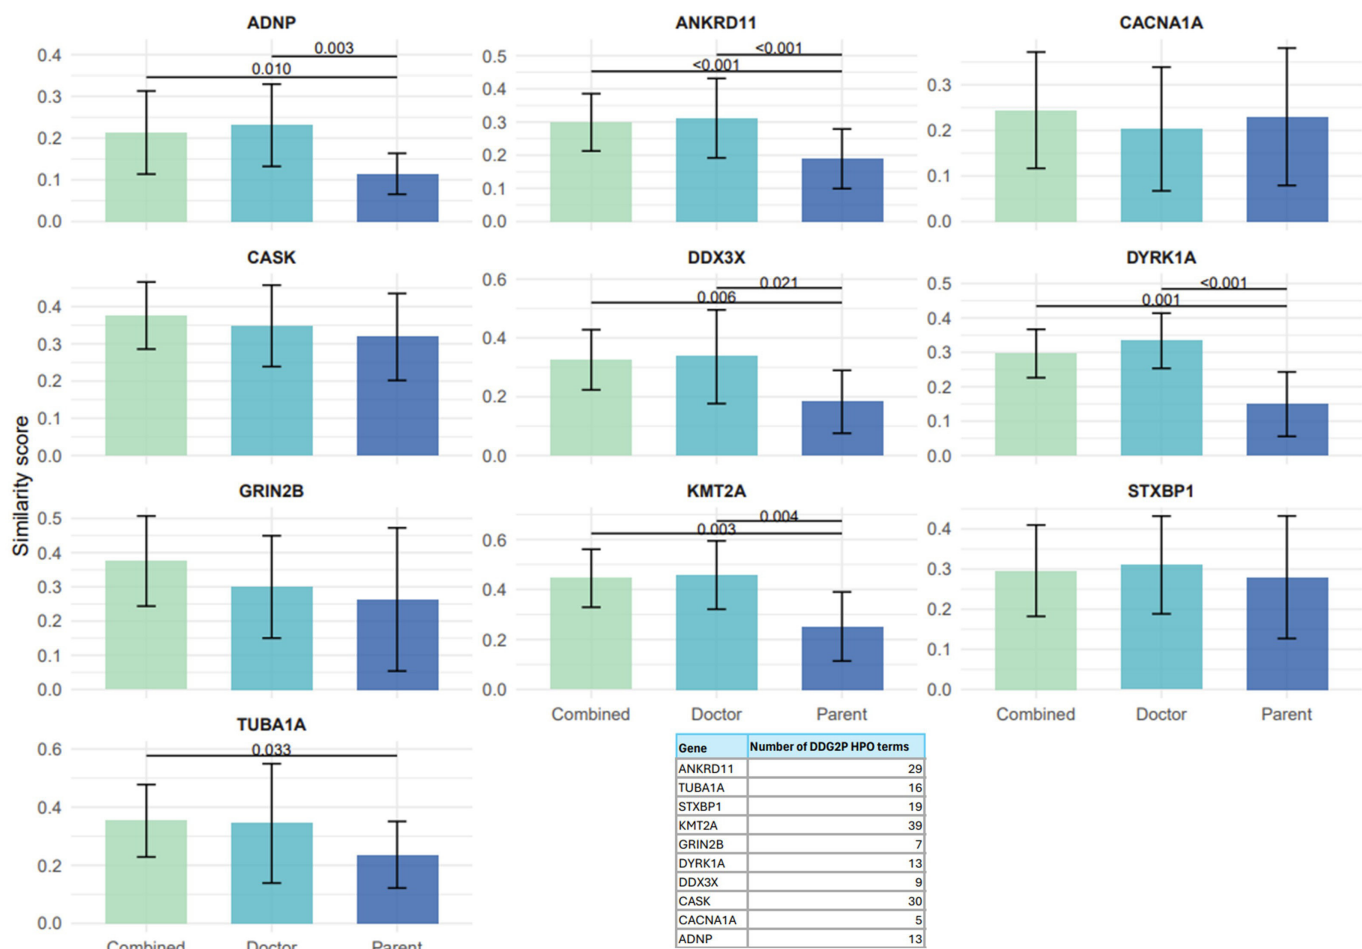 ADNP
ANKRD11
CACNA1A
0.4
0.3
0.2
0.1
0.0
0.003
0.010
0.5
0.4
0.3
0.2
0.1
0.0
<0.001
<0.001
0.3
0.2
0.1
0.0
CASK
DDX3X
DYRK1A
0.4
0.3
0.2
0.1
0.0
0.6
0.4
0.2
0.0
0.021
0.006
0.5
0.4
0.3
0.2
0.1
0.0
<0.001
0.001
Similarity score
GRIN2B
KMT2A
STXBP1
0.5
0.4
0.3
0.2
0.1
0.0
0.6
0.4
0.2
0.0
0.004
0.003
0.4
0.3
0.2
0.1
0.0
Combined Doctor Parent
Combined Doctor Parent
TUBA1A
0.6
0.4
0.2
0.0
0.033
Combined Doctor Parent
Gene Number of DDG2P HPO terms
ANKRD11 29
TUBA1A 16
STXBP1 19
KMT2A 39
GRIN2B 7
DYRK1A 13
DDX3X 9
CASK 30
CACNA1A 5
ADNP 13